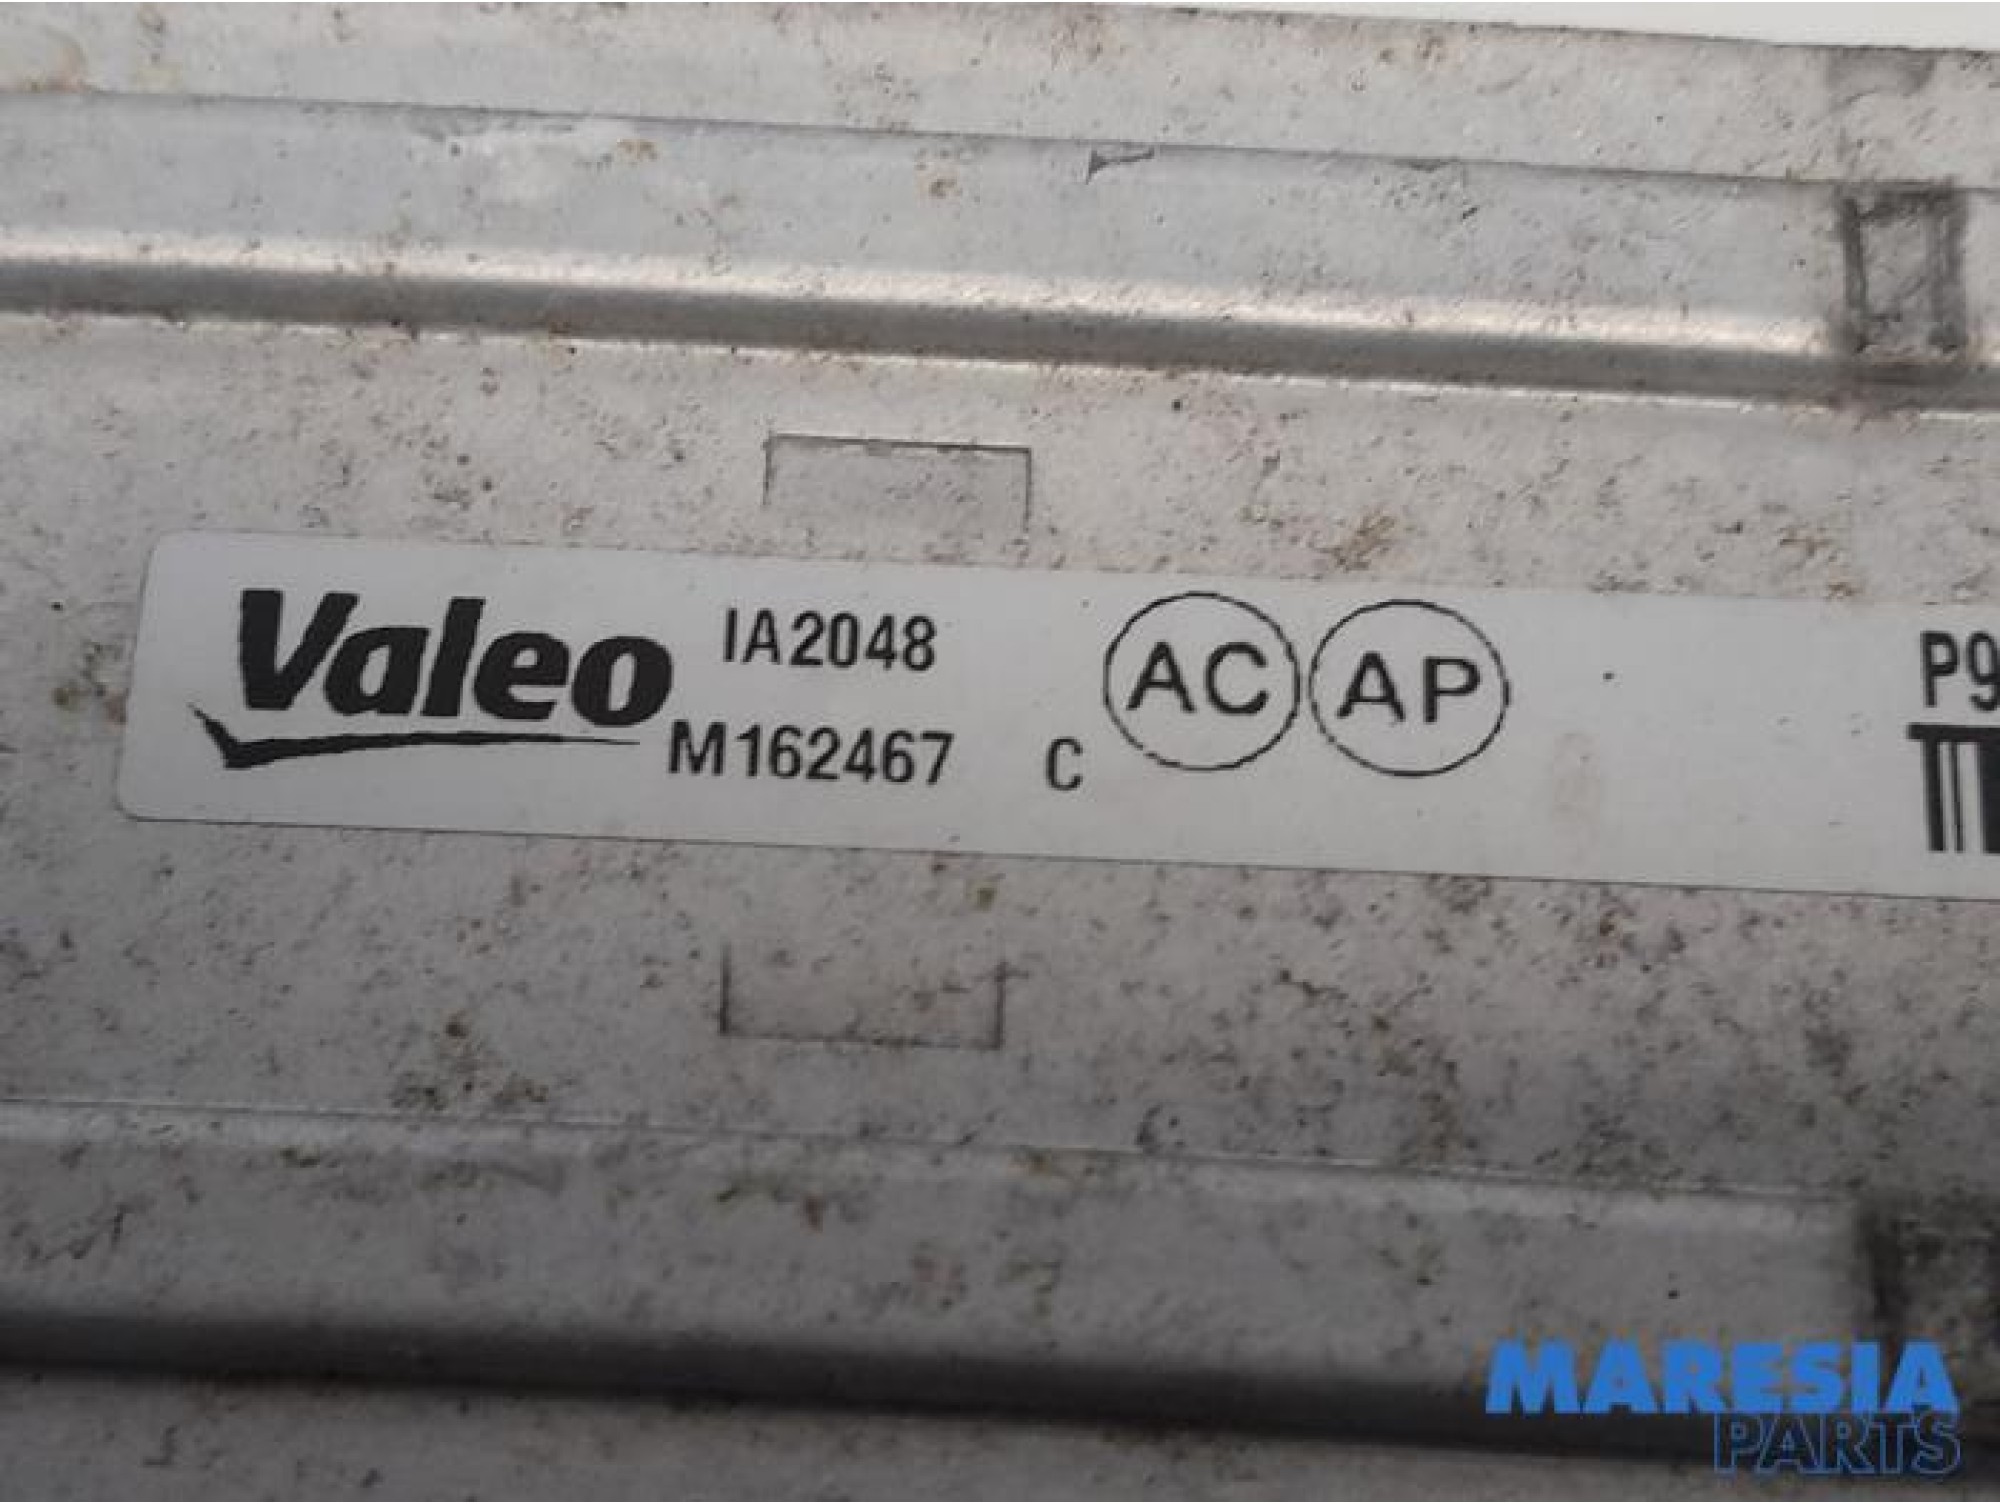 Valeo IA2048 AC AP P9
M162467 C
MARESIA
PARTS